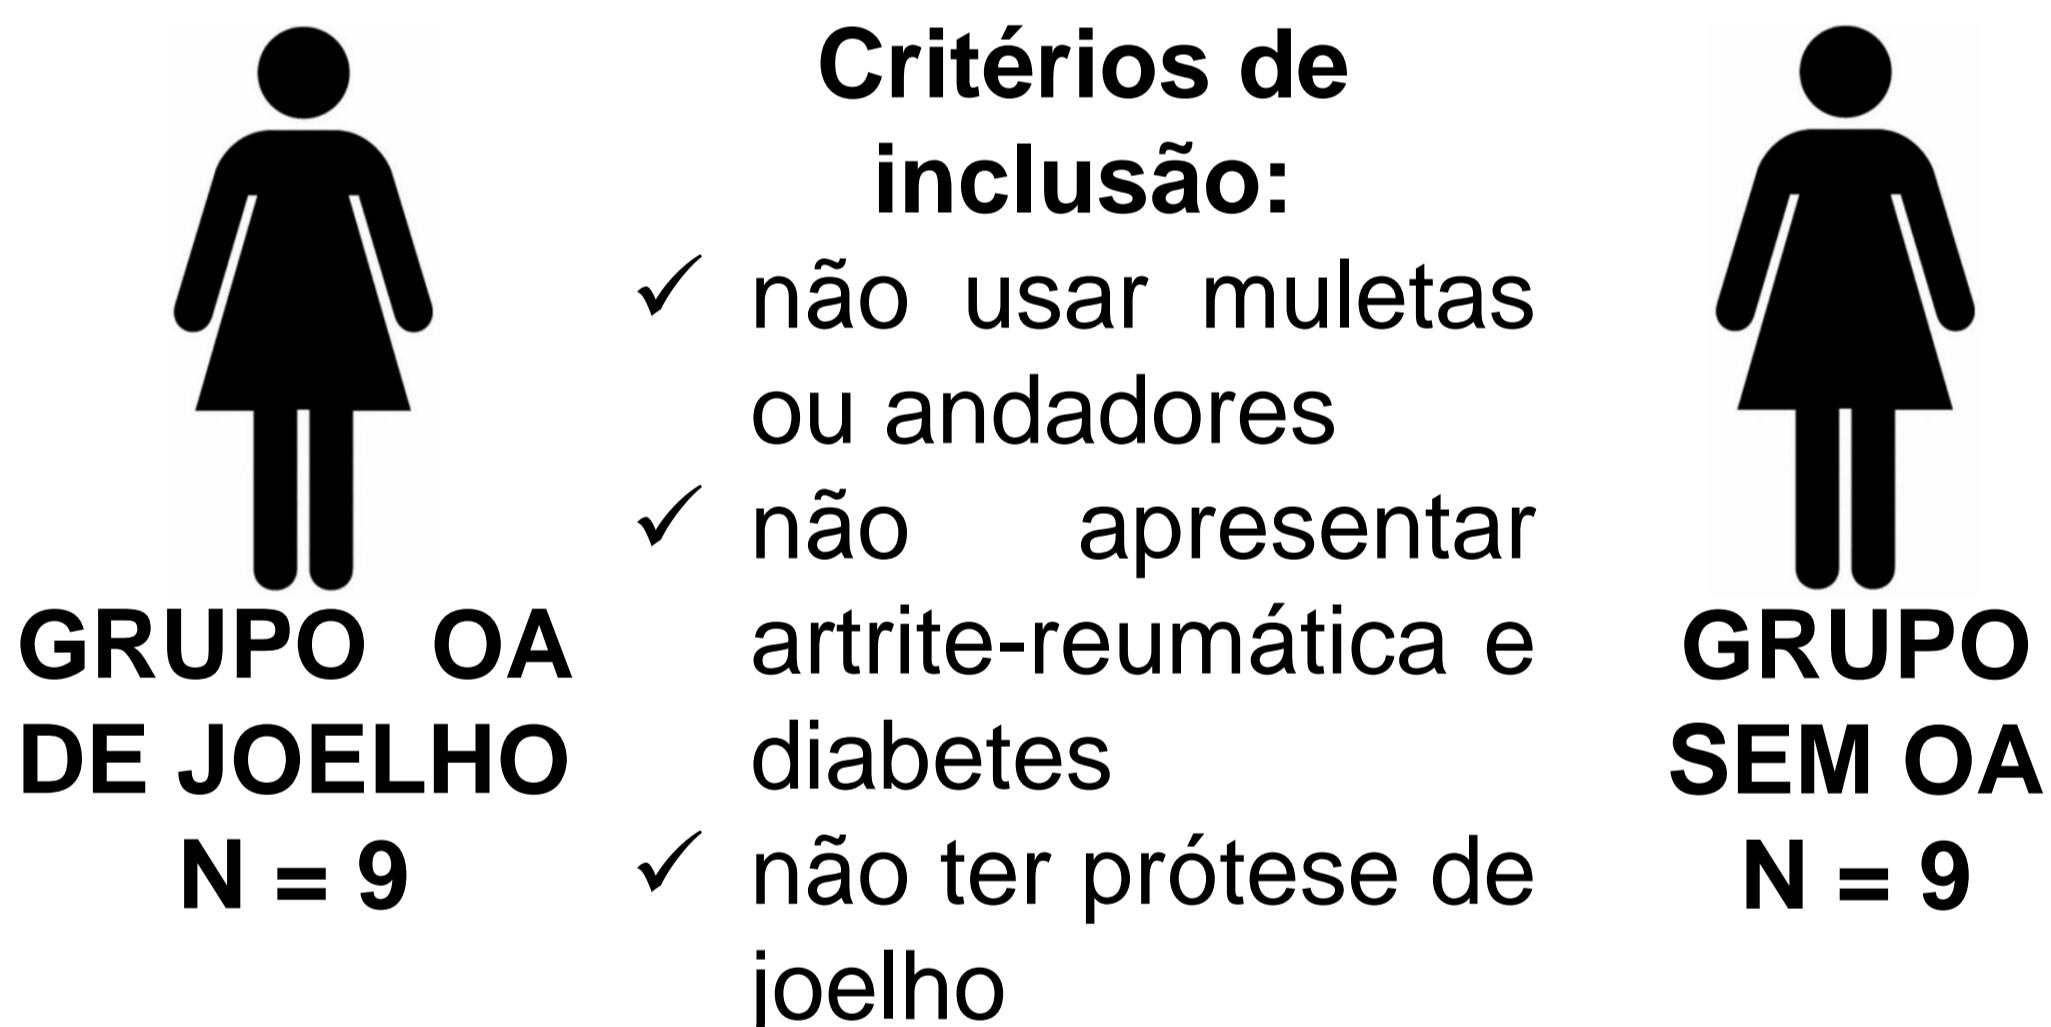 GRUPO OA
DE JOELHO
N = 9
Critérios de
inclusão:
✓ não usar muletas
ou andadores
✓ não apresentar
artrite-reumática e
diabetes
✓ não ter prótese de
joelho
GRUPO
SEM OA
N = 9